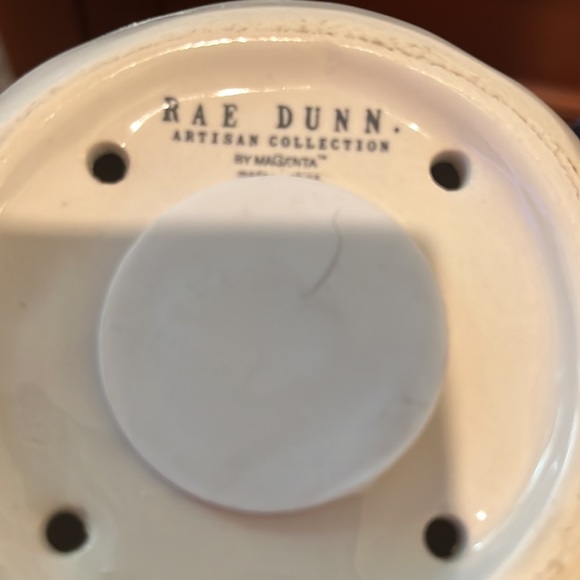 RAE DUNN.
ARTISAN COLLECTION
BY MAGENTA™